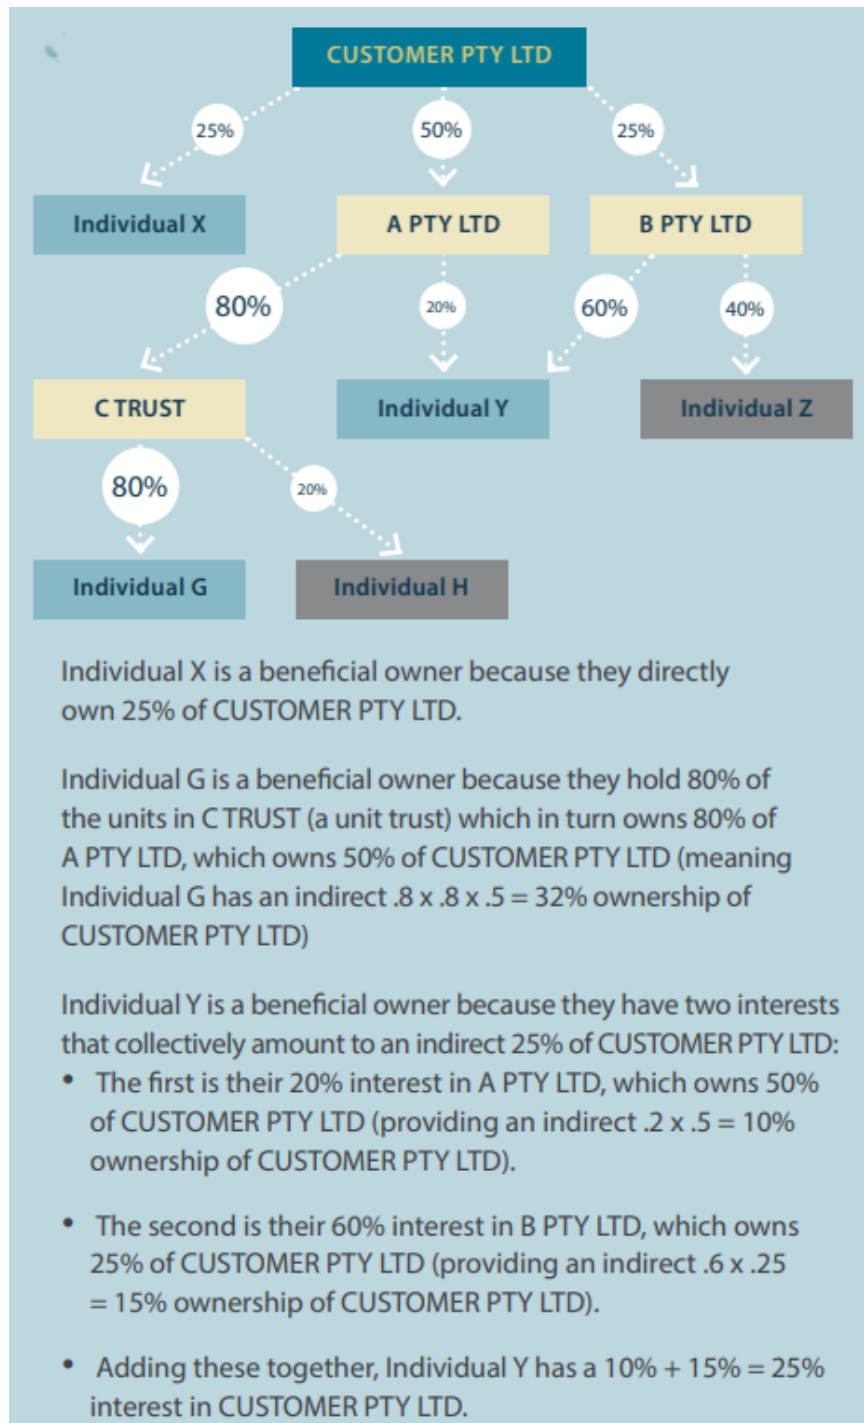 CUSTOMER PTY LTD
25%
50%
25%
Individual X
A PTY LTD
B PTY LTD
80%
20%
60%
40%
C TRUST
Individual Y
Individual Z
80%
20%
Individual G
Individual H
Individual X is a beneficial owner because they directly
own 25% of CUSTOMER PTY LTD.
Individual G is a beneficial owner because they hold 80% of
the units in C TRUST (a unit trust) which in turn owns 80% of
A PTY LTD, which owns 50% of CUSTOMER PTY LTD (meaning
Individual G has an indirect .8 x .8 x .5 = 32% ownership of
CUSTOMER PTY LTD)
Individual Y is a beneficial owner because they have two interests
that collectively amount to an indirect 25% of CUSTOMER PTY LTD:
• The first is their 20% interest in A PTY LTD, which owns 50%
of CUSTOMER PTY LTD (providing an indirect .2 x .5 = 10%
ownership of CUSTOMER PTY LTD).
• The second is their 60% interest in B PTY LTD, which owns
25% of CUSTOMER PTY LTD (providing an indirect .6 x .25
= 15% ownership of CUSTOMER PTY LTD).
• Adding these together, Individual Y has a 10% + 15% = 25%
interest in CUSTOMER PTY LTD.